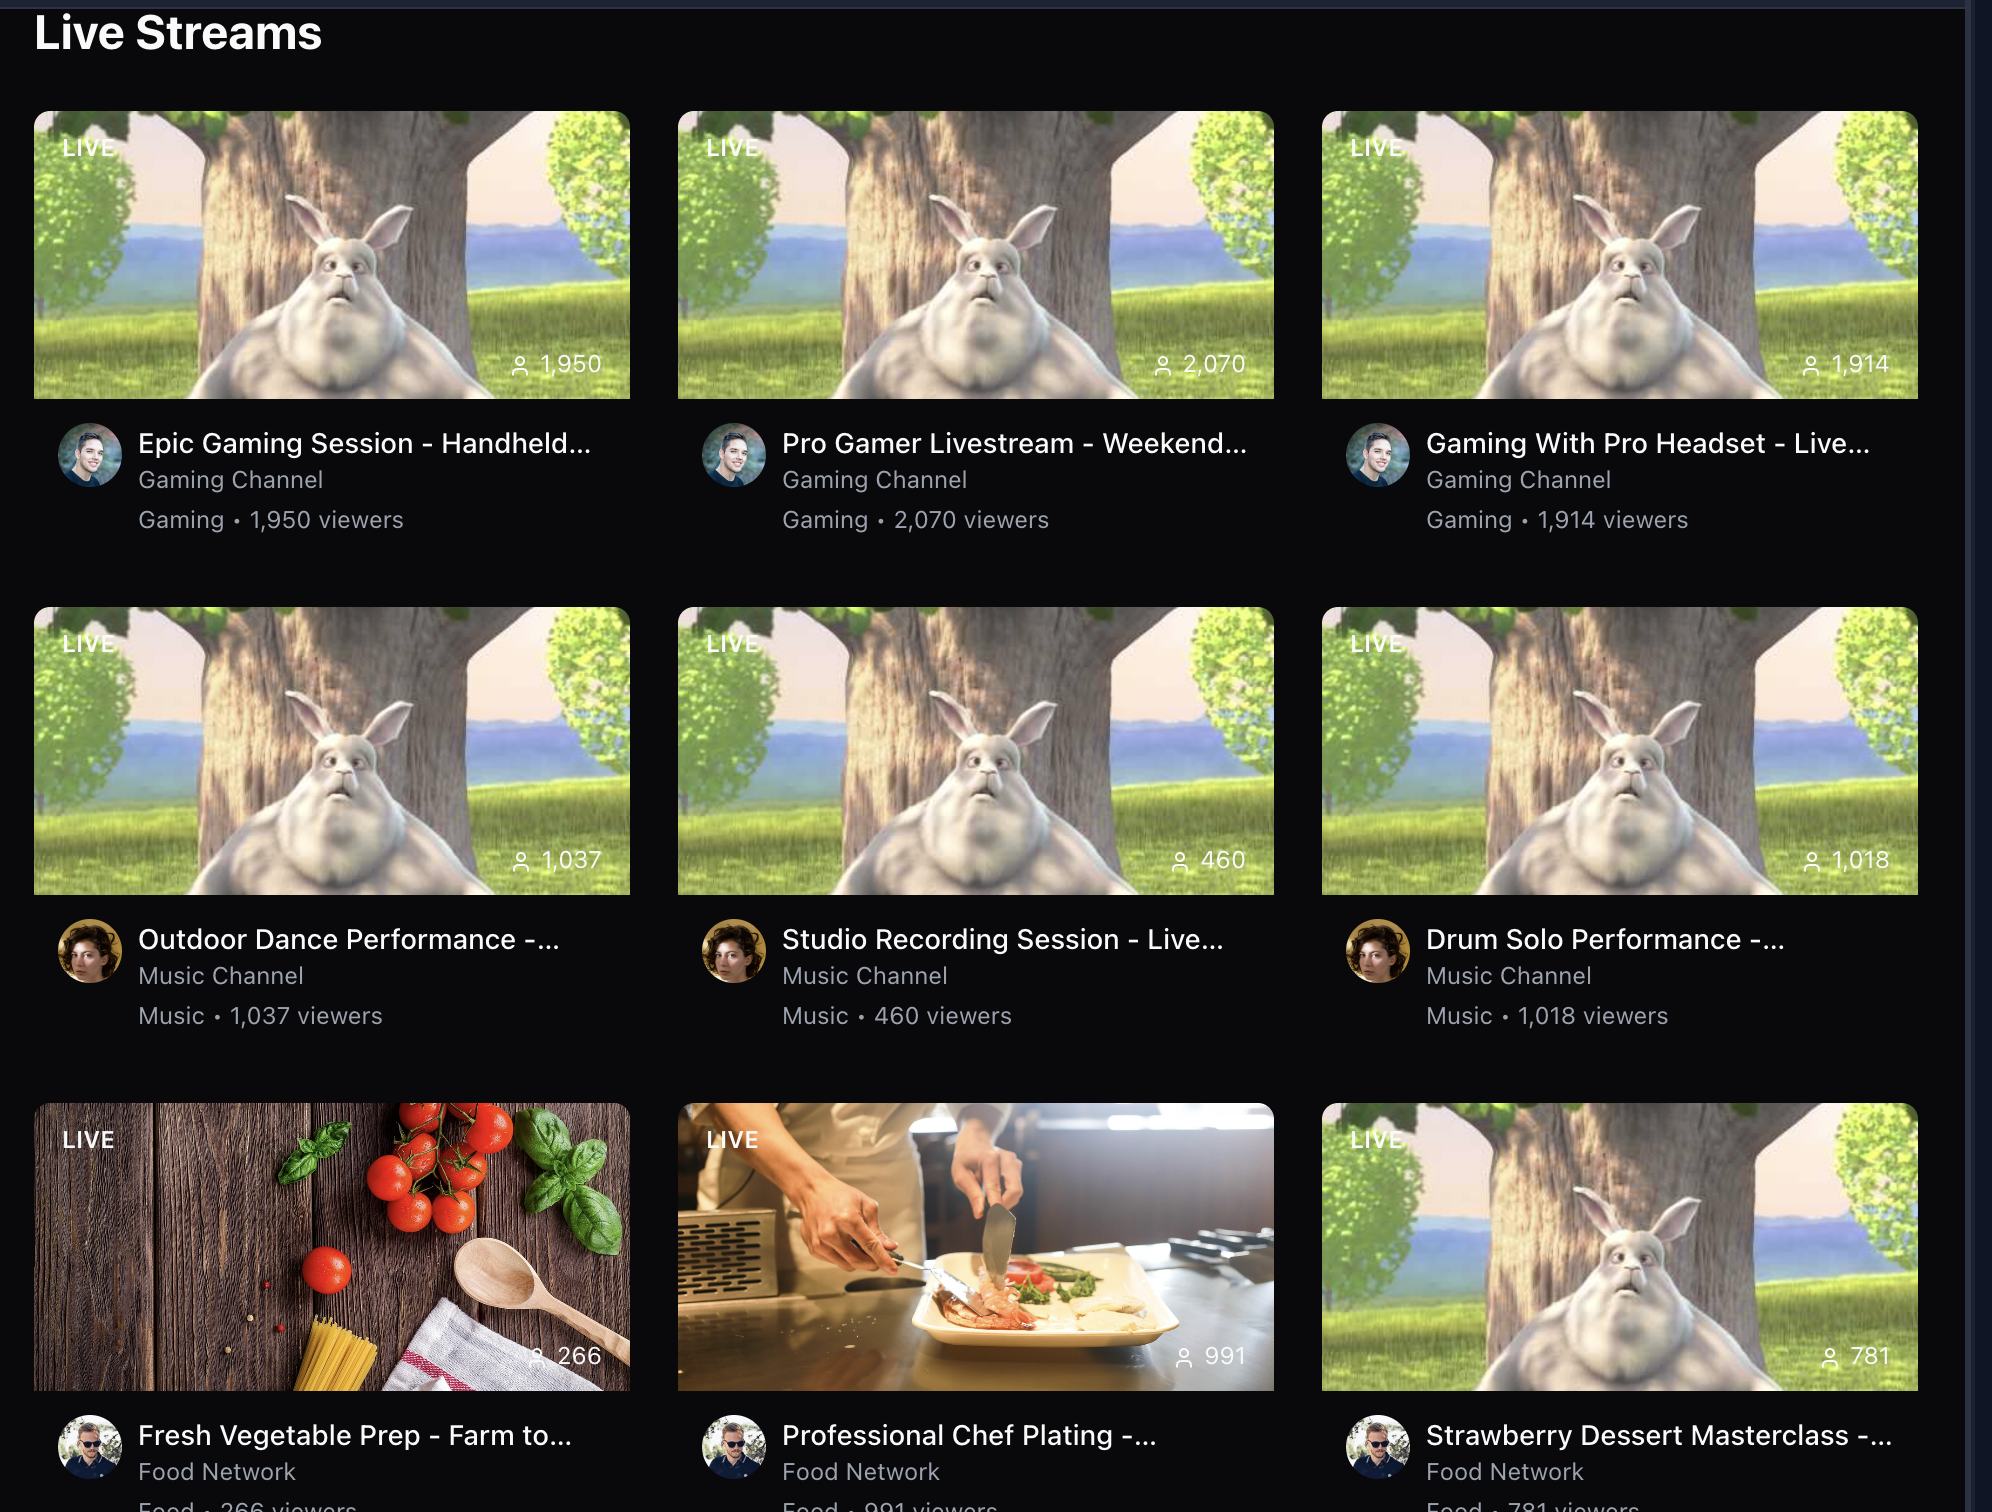 Live Streams
LIVE
LIVE
LIVE
1,950
2,070
1,914
Epic Gaming Session - Handheld...
Gaming Channel
Gaming • 1,950 viewers
Pro Gamer Livestream - Weekend...
Gaming Channel
Gaming • 2,070 viewers
Gaming With Pro Headset - Live...
Gaming Channel
Gaming • 1,914 viewers
LIVE
LIVE
LIVE
1,037
460
1,018
Outdoor Dance Performance -...
Music Channel
Music • 1,037 viewers
Studio Recording Session - Live...
Music Channel
Music • 460 viewers
Drum Solo Performance -...
Music Channel
Music • 1,018 viewers
LIVE
LIVE
LIVE
266
991
781
Fresh Vegetable Prep - Farm to...
Food Network
Food • 266 viewers
Professional Chef Plating -...
Food Network
Food • 991 viewers
Strawberry Dessert Masterclass -...
Food Network
Food • 781 viewers